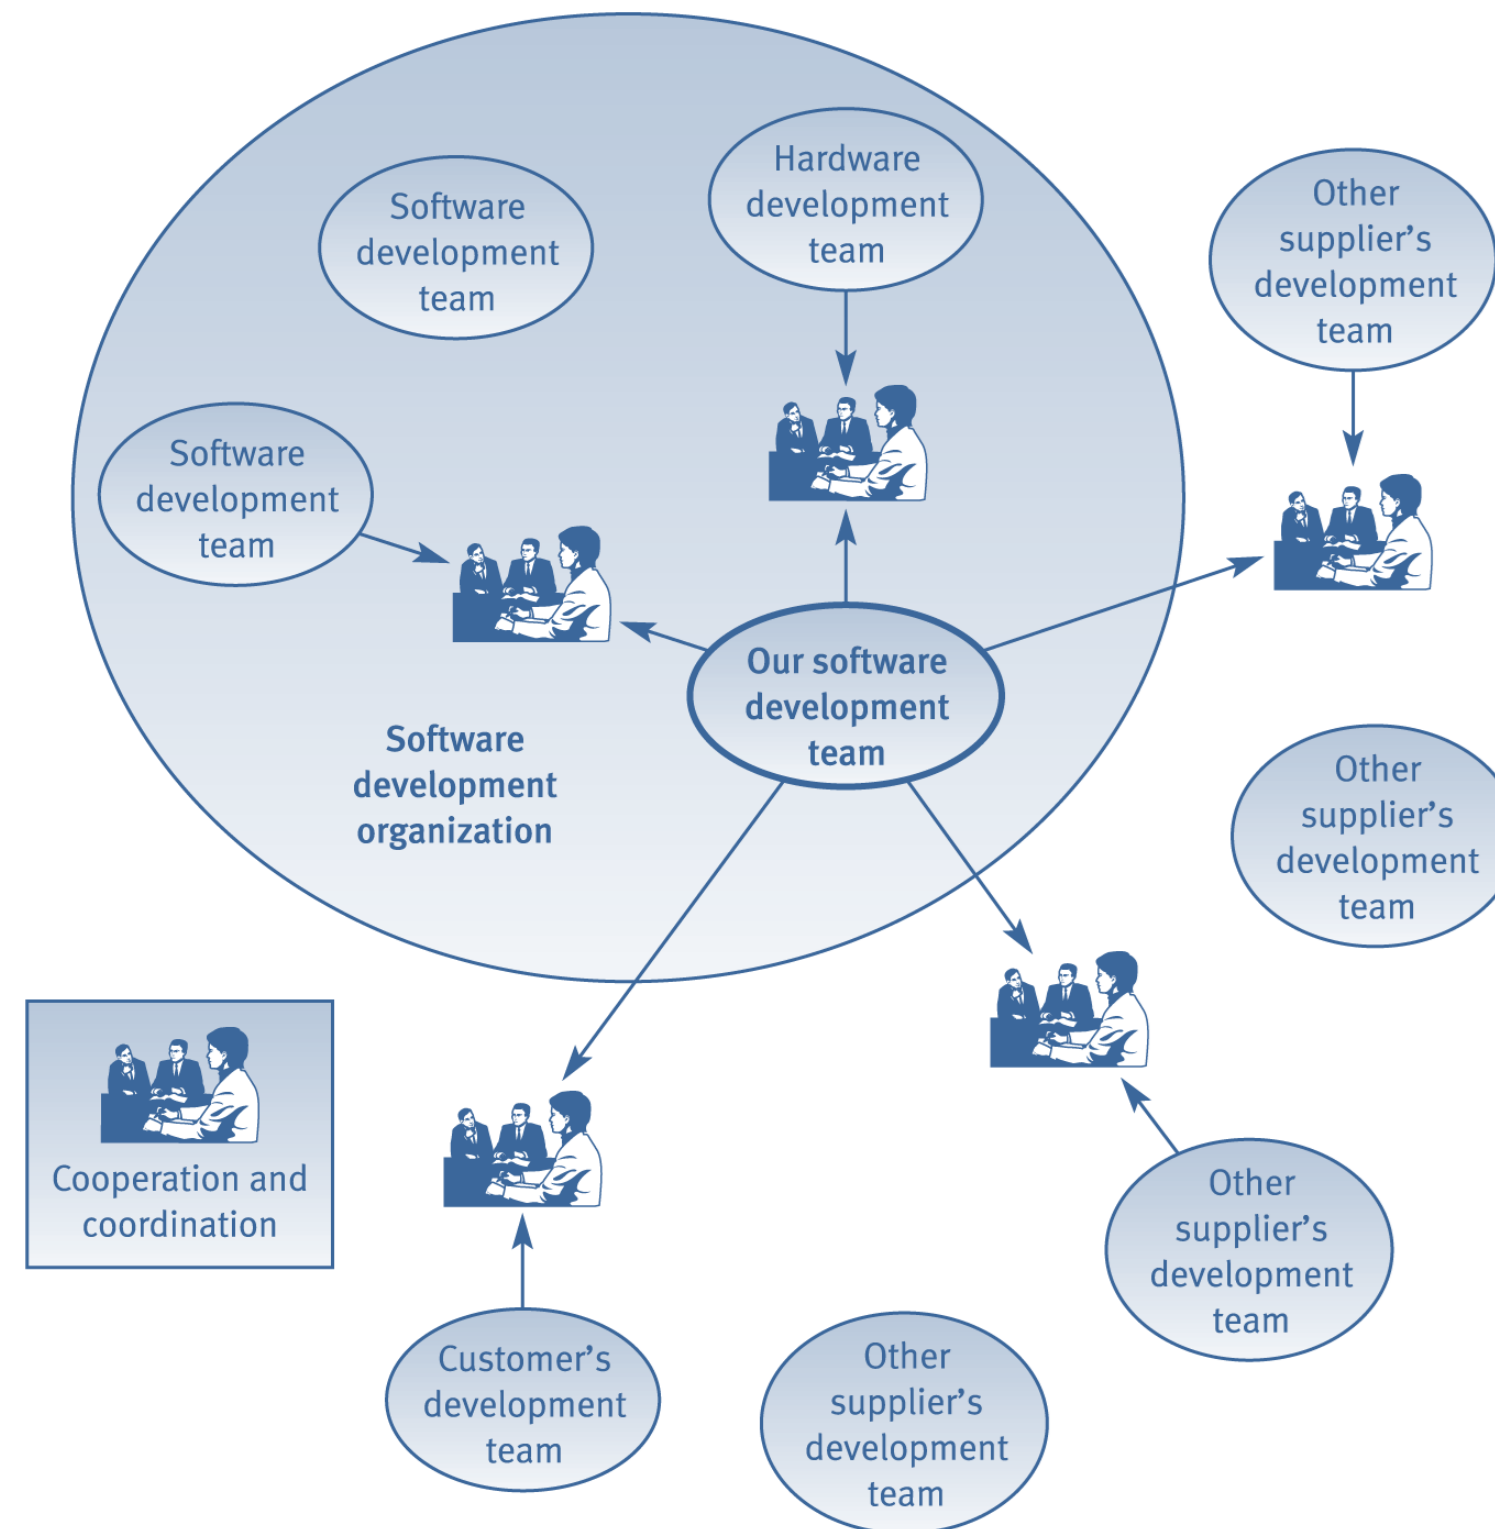 Hardware
development
team
Software
development
team
Other
supplier’s
development
team
Software
development
team
Our software
development
team
Software
development
organization
Other
supplier’s
development
team
Cooperation and
coordination
Other
supplier’s
development
team
Customer’s
development
team
Other
supplier’s
development
team